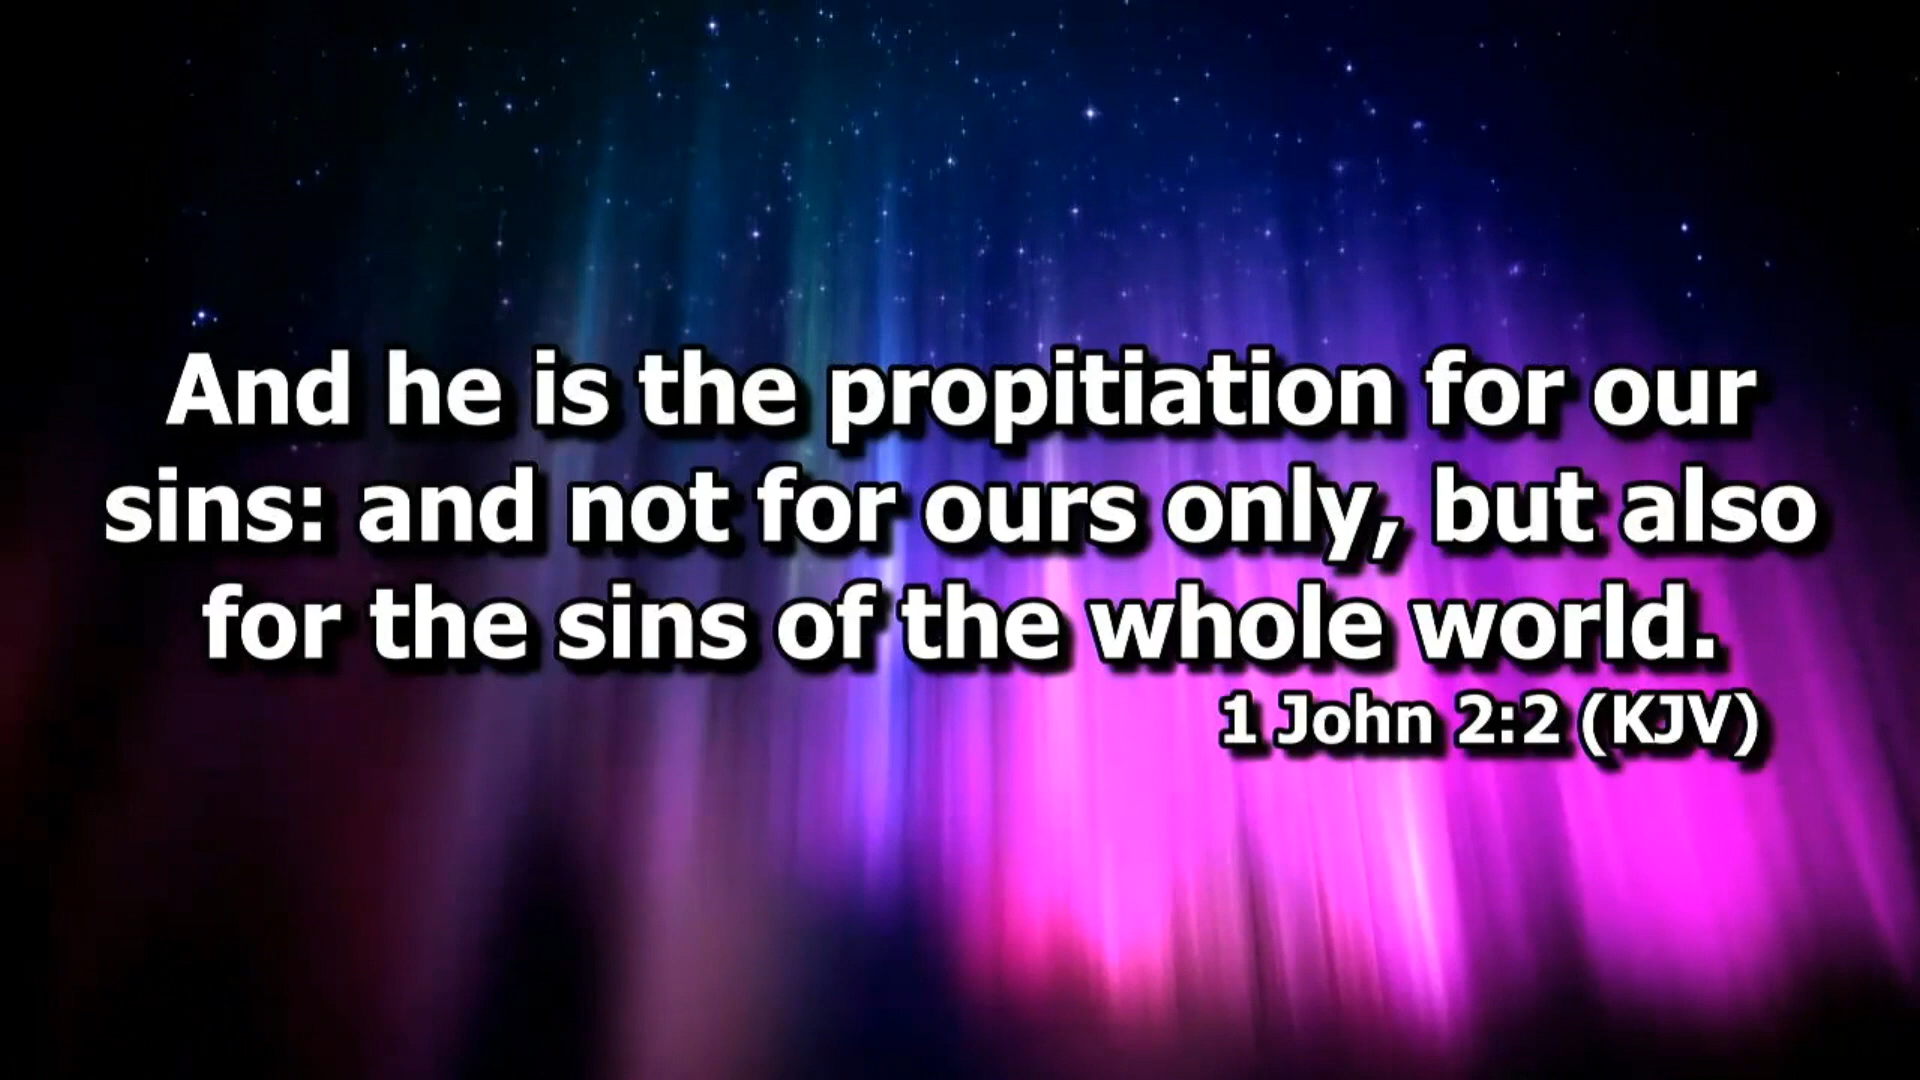 And he is the propitiation for our
sins: and not for ours only, but also
for the sins of the whole world.
1 John 2:2 (KJV)